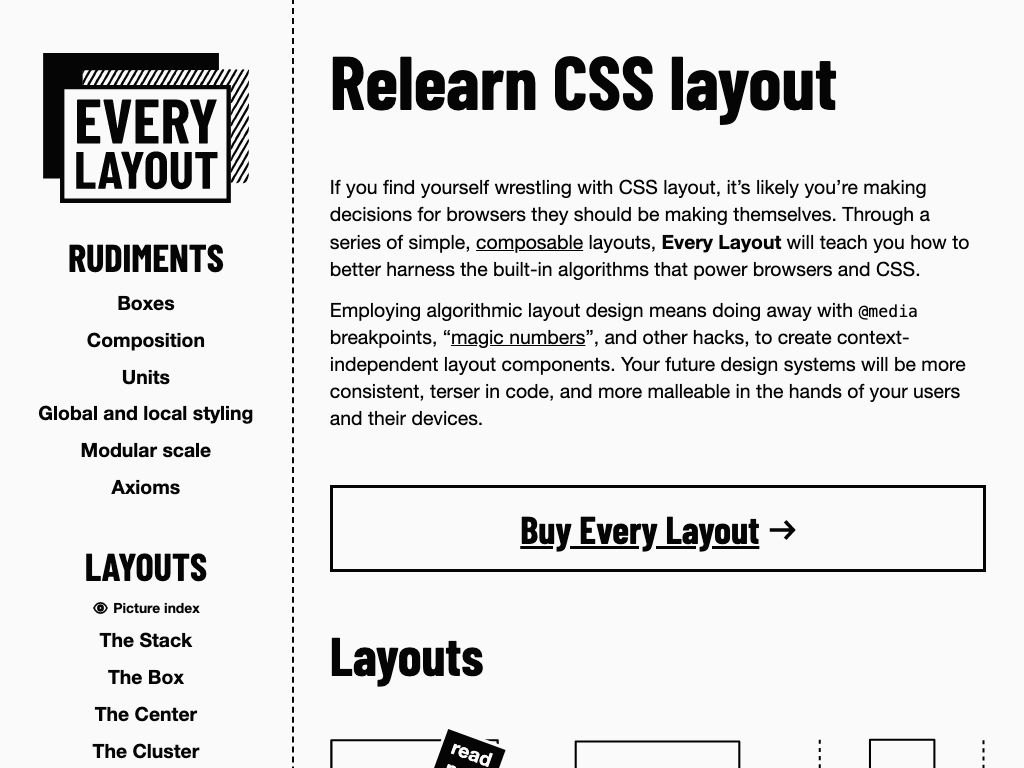 EVERY
LAYOUT
RUDIMENTS
Boxes
Composition
Units
Global and local styling
Modular scale
Axioms
LAYOUTS
Picture index
The Stack
The Box
The Center
The Cluster
Relearn CSS layout
If you find yourself wrestling with CSS layout, it’s likely you’re making
decisions for browsers they should be making themselves. Through a
series of simple, composable layouts, Every Layout will teach you how to
better harness the built-in algorithms that power browsers and CSS.
Employing algorithmic layout design means doing away with @media
breakpoints, “magic numbers”, and other hacks, to create context-
independent layout components. Your future design systems will be more
consistent, terser in code, and more malleable in the hands of your users
and their devices.
Buy Every Layout →
Layouts
read